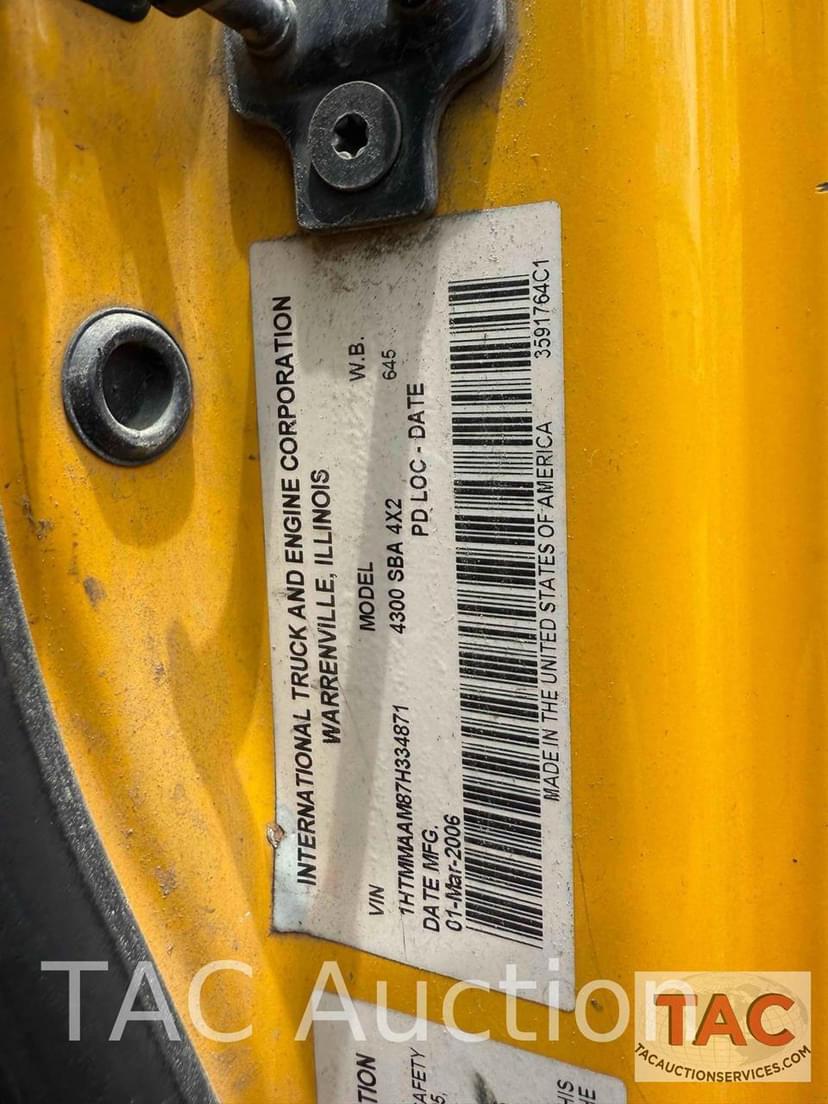 INTERNATIONAL TRUCK AND ENGINE CORPORATION
WARRENVILLE, ILLINOIS
VIN MODEL W.B.
1HTMMAAM87H334871 4300 SBA 4X2 645
DATE MFG. PD LOC - DATE
01-Mar-2006
MADE IN THE UNITED STATES OF AMERICA 3591764C1
TAC Auction
TAC
TACAUCTIONSERVICES.COM